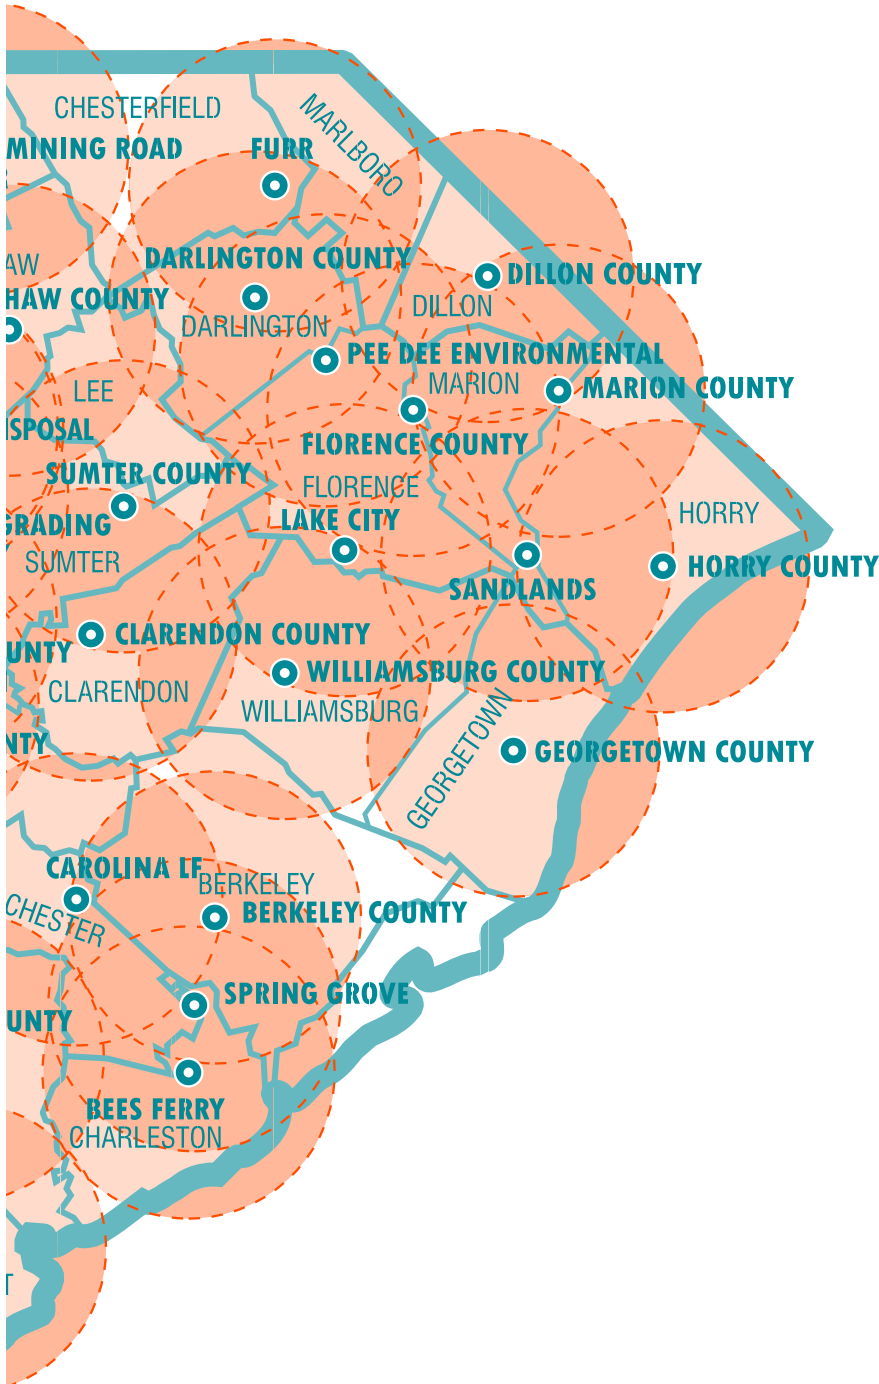 CHESTERFIELD
MARLBORO
MINING ROAD
FURR
AW
DARLINGTON COUNTY
DILLON COUNTY
HAW COUNTY
DILLON
DARLINGTON
PEE DEE ENVIRONMENTAL
MARION
MARION COUNTY
LEE
ISPOSAL
FLORENCE COUNTY
SUMTER COUNTY
FLORENCE
HORRY
GRADING
LAKE CITY
SUMTER
HORRY COUNTY
SANDLANDS
CLARENDON COUNTY
UNTY
WILLIAMSBURG COUNTY
CLARENDON
WILLIAMSBURG
GEORGETOWN
NTY
GEORGETOWN COUNTY
CAROLINA LF
BERKELEY
CHESTER
BERKELEY COUNTY
SPRING GROVE
UNTY
BEES FERRY
CHARLESTON
T